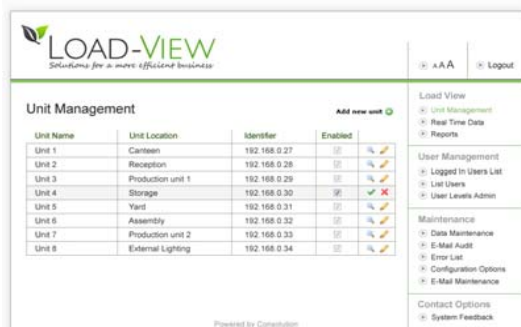 LOAD-VIEW
Solutions for a more efficient business
A A A
Logout
Unit Management
Add new unit
Unit Name Unit Location Identifier Enabled
Unit 1 Canteen 192.168.0.27
Unit 2 Reception 192.168.0.28
Unit 3 Production unit 1 192.168.0.29
Unit 4 Storage 192.168.0.30
Unit 5 Yard 192.168.0.31
Unit 6 Assembly 192.168.0.32
Unit 7 Production unit 2 192.168.0.33
Unit 8 External Lighting 192.168.0.34
Powered by Consolution
Load View
Unit Management
Real Time Data
Reports
User Management
Logged In Users List
List Users
User Levels Admin
Maintenance
Data Maintenance
E-Mail Audit
Error List
Configuration Options
E-Mail Maintenance
Contact Options
System Feedback